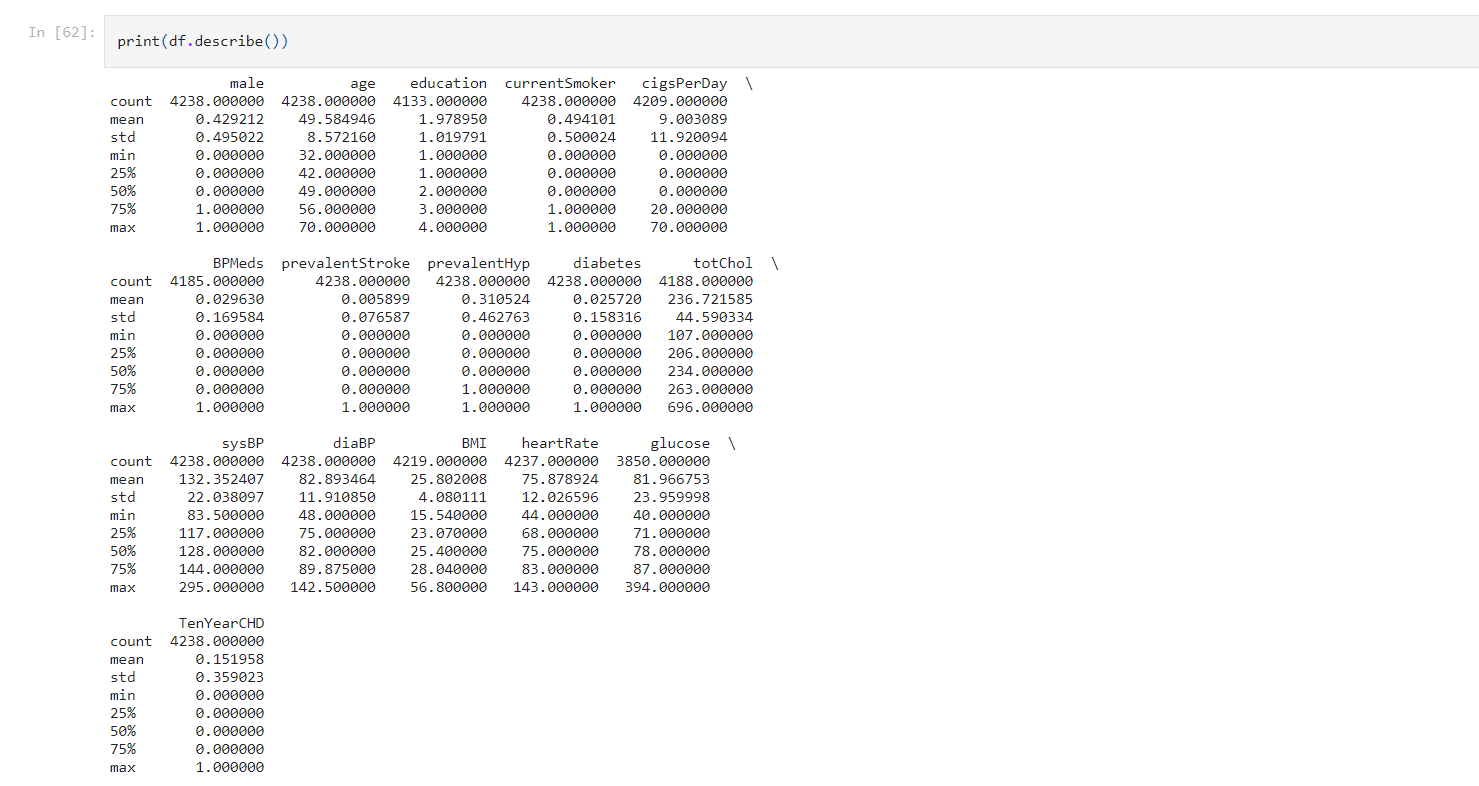 In [62]:
print(df.describe())
male age education currentSmoker cigsPerDay \
count 4238.000000 4238.000000 4133.000000 4238.000000 4209.000000
mean 0.429212 49.584946 1.978950 0.494101 9.003089
std 0.495022 8.572160 1.019791 0.500024 11.920094
min 0.000000 32.000000 1.000000 0.000000 0.000000
25% 0.000000 42.000000 1.000000 0.000000 0.000000
50% 0.000000 49.000000 2.000000 0.000000 0.000000
75% 1.000000 56.000000 3.000000 1.000000 20.000000
max 1.000000 70.000000 4.000000 1.000000 70.000000
BPMeds prevalentStroke prevalentHyp diabetes totChol \
count 4185.000000 4238.000000 4238.000000 4238.000000 4188.000000
mean 0.029630 0.005899 0.310524 0.025720 236.721585
std 0.169584 0.076587 0.462763 0.158316 44.590334
min 0.000000 0.000000 0.000000 0.000000 107.000000
25% 0.000000 0.000000 0.000000 0.000000 206.000000
50% 0.000000 0.000000 0.000000 0.000000 234.000000
75% 0.000000 0.000000 1.000000 0.000000 263.000000
max 1.000000 1.000000 1.000000 1.000000 696.000000
sysBP diaBP BMI heartRate glucose \
count 4238.000000 4238.000000 4219.000000 4237.000000 3850.000000
mean 132.352407 82.893464 25.802008 75.878924 81.966753
std 22.038097 11.910850 4.080111 12.026596 23.959998
min 83.500000 48.000000 15.540000 44.000000 40.000000
25% 117.000000 75.000000 23.070000 68.000000 71.000000
50% 128.000000 82.000000 25.400000 75.000000 78.000000
75% 144.000000 89.875000 28.040000 83.000000 87.000000
max 295.000000 142.500000 56.800000 143.000000 394.000000
TenYearCHD
count 4238.000000
mean 0.151958
std 0.359023
min 0.000000
25% 0.000000
50% 0.000000
75% 0.000000
max 1.000000